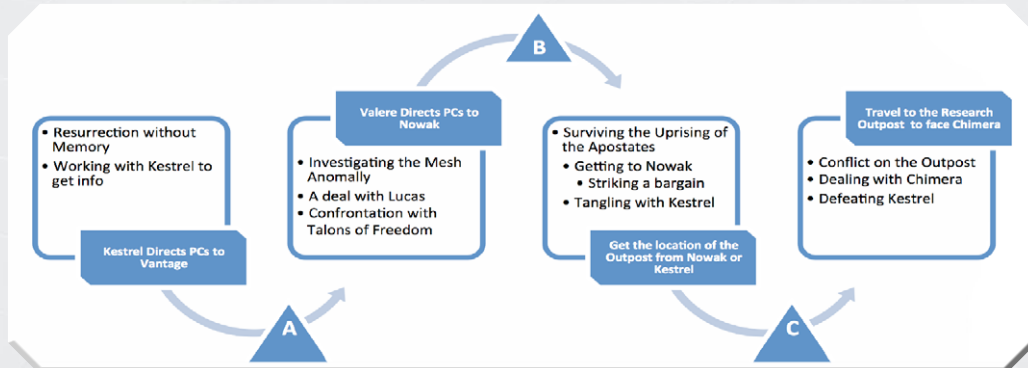 • Resurrection without
Memory
• Working with Kestrel to
get info
Kestrel Directs PCs to
Vantage
A
Valere Directs PCs to
Nowak
• Investigating the Mesh
Anomally
• A deal with Lucas
• Confrontation with
Talons of Freedom
B
• Surviving the Uprising of
the Apostates
• Getting to Nowak
• Striking a bargain
• Tangling with Kestrel
Get the location of the
Outpost from Nowak or
Kestrel
C
Travel to the Research
Outpost to face Chimera
• Conflict on the Outpost
• Dealing with Chimera
• Defeating Kestrel